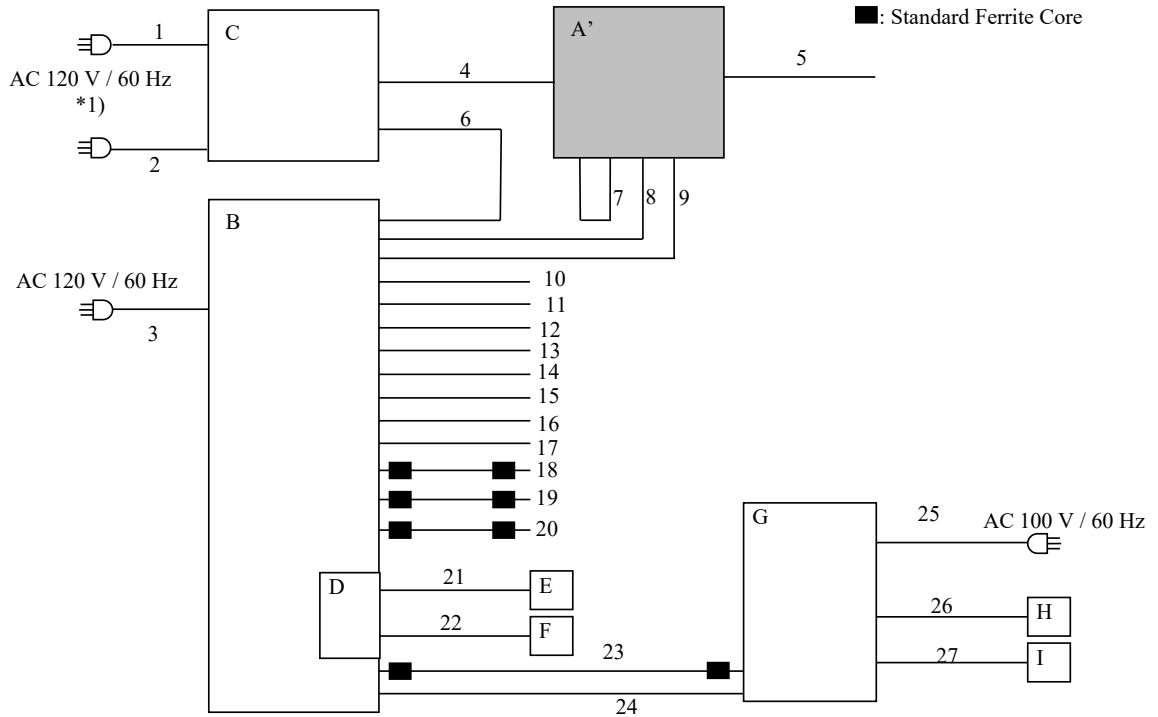 1
C
A’
: Standard Ferrite Core
5
4
AC 120 V / 60 Hz
*1)
6
2
7
8
9
B
AC 120 V / 60 Hz
3
10
11
12
13
14
15
16
17
18
19
20
G
25
AC 100 V / 60 Hz
D
21
E
22
F
26
H
27
I
23
24